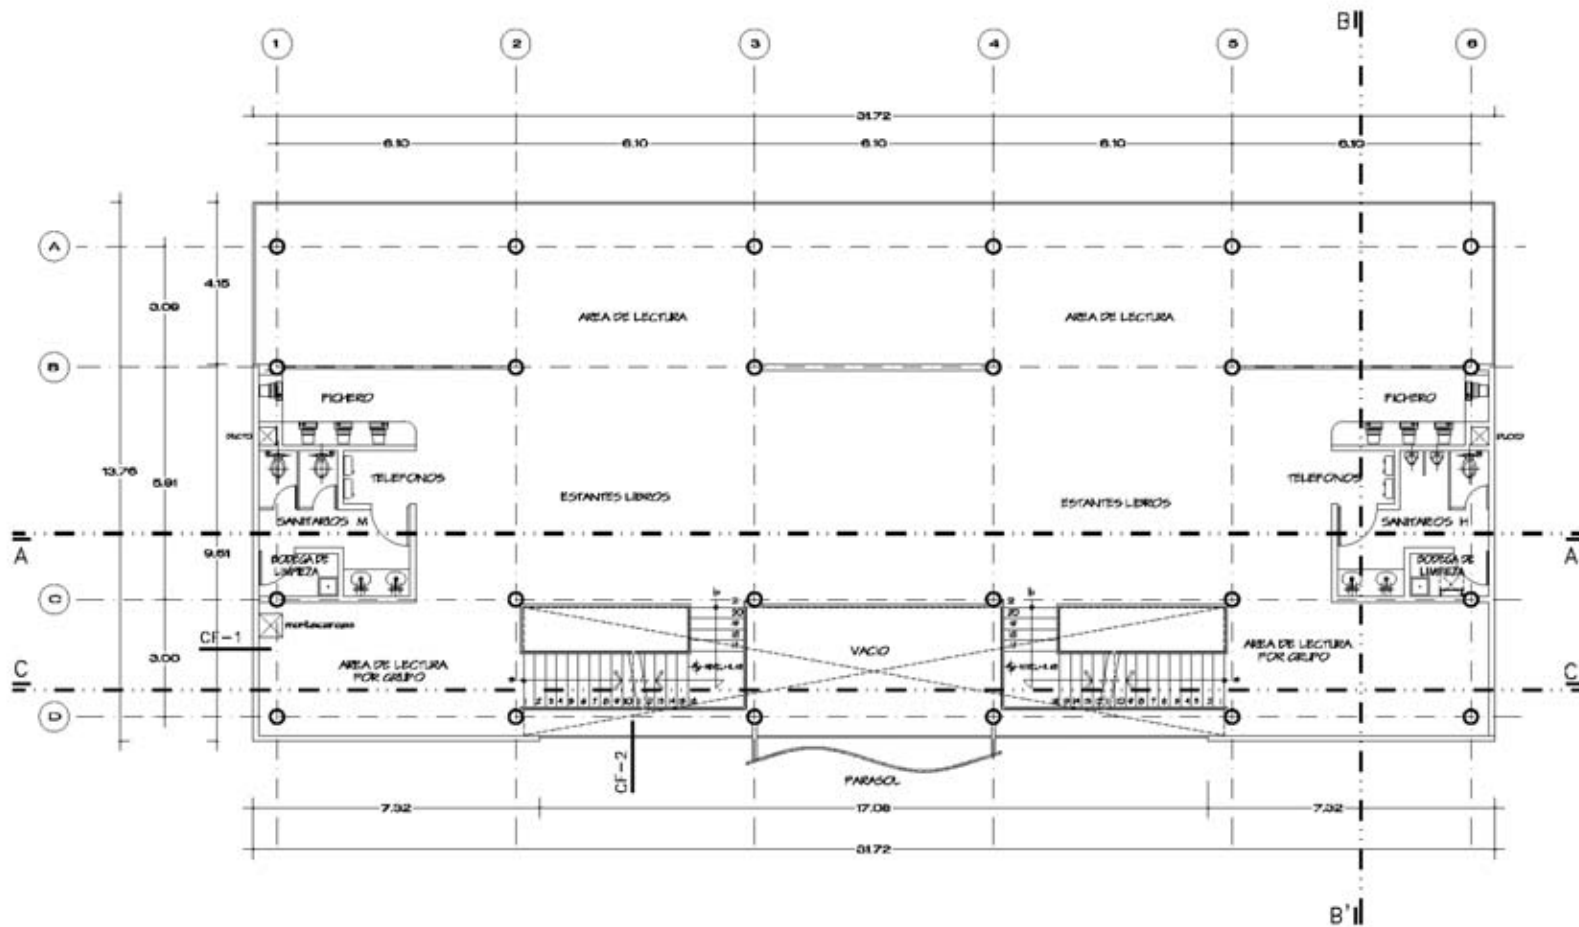 B
1 2 3 4 5 6
31.72
6.10 6.10 6.10 6.10 6.10
A
4.15
3.09
AREA DE LECTURA AREA DE LECTURA
B
FICHERO FICHERO
DUCTO DUCTO
13.76
5.91
TELEFONOS TELEFONOS
ESTANTES LIBROS ESTANTES LIBROS
SANITARIOS M SANITARIOS H
A A
9.61
BODEGA DE BODEGA DE
LIMPIEZA LIMPIEZA
C
montacargas
CF-1
3.00
VACIO
AREA DE LECTURA AREA DE LECTURA
POR GRUPO POR GRUPO
C C
D
CF-2
PARASOL
7.32 17.08 7.32
31.72
B'